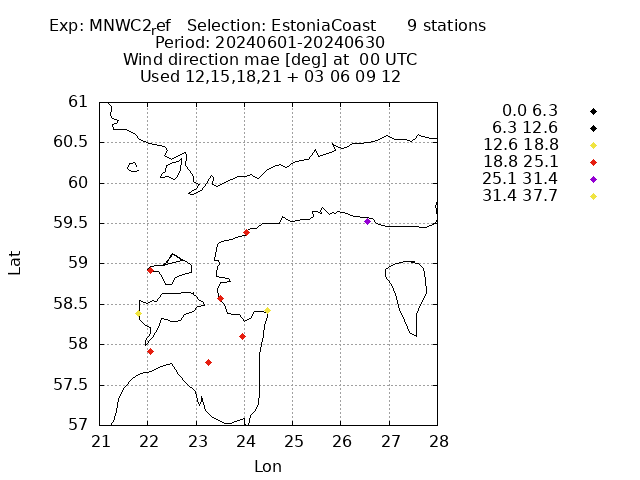 Exp: MNWC2ref   Selection: EstoniaCoast      9 stations
Period: 20240601-20240630
Wind direction mae [deg] at  00 UTC
Used 12,15,18,21 + 03 06 09 12
61
60.5
60
59.5
59
58.5
58
57.5
57
21 22 23 24 25 26 27 28
Lat
Lon
0.0 6.3
6.3 12.6
12.6 18.8
18.8 25.1
25.1 31.4
31.4 37.7